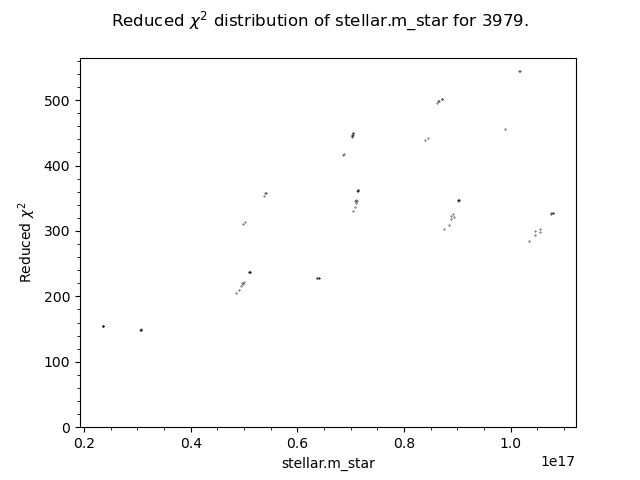 Reduced χ² distribution of stellar.m_star for 3979.
500
400
300
200
100
0
Reduced χ²
0.2 0.4 0.6 0.8 1.0
1e17
stellar.m_star